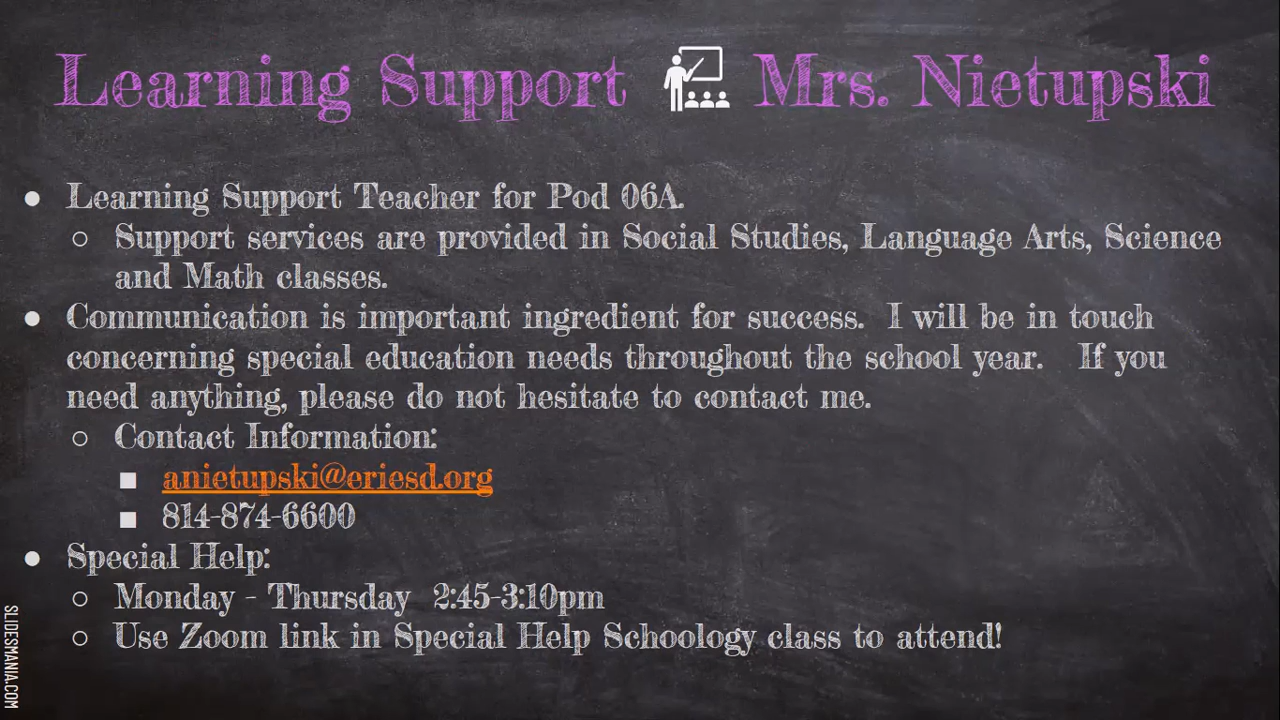 Learning Support Mrs. Nietupski
● Learning Support Teacher for Pod 06A.
○ Support services are provided in Social Studies, Language Arts, Science
and Math classes.
● Communication is important ingredient for success.  I will be in touch
concerning special education needs throughout the school year.   If you
need anything, please do not hesitate to contact me.
○ Contact Information:
■ anietupski@eriesd.org
■ 814-874-6600
● Special Help:
○ Monday - Thursday  2:45-3:10pm
○ Use Zoom link in Special Help Schoology class to attend!
SLIDESMANIA.COM